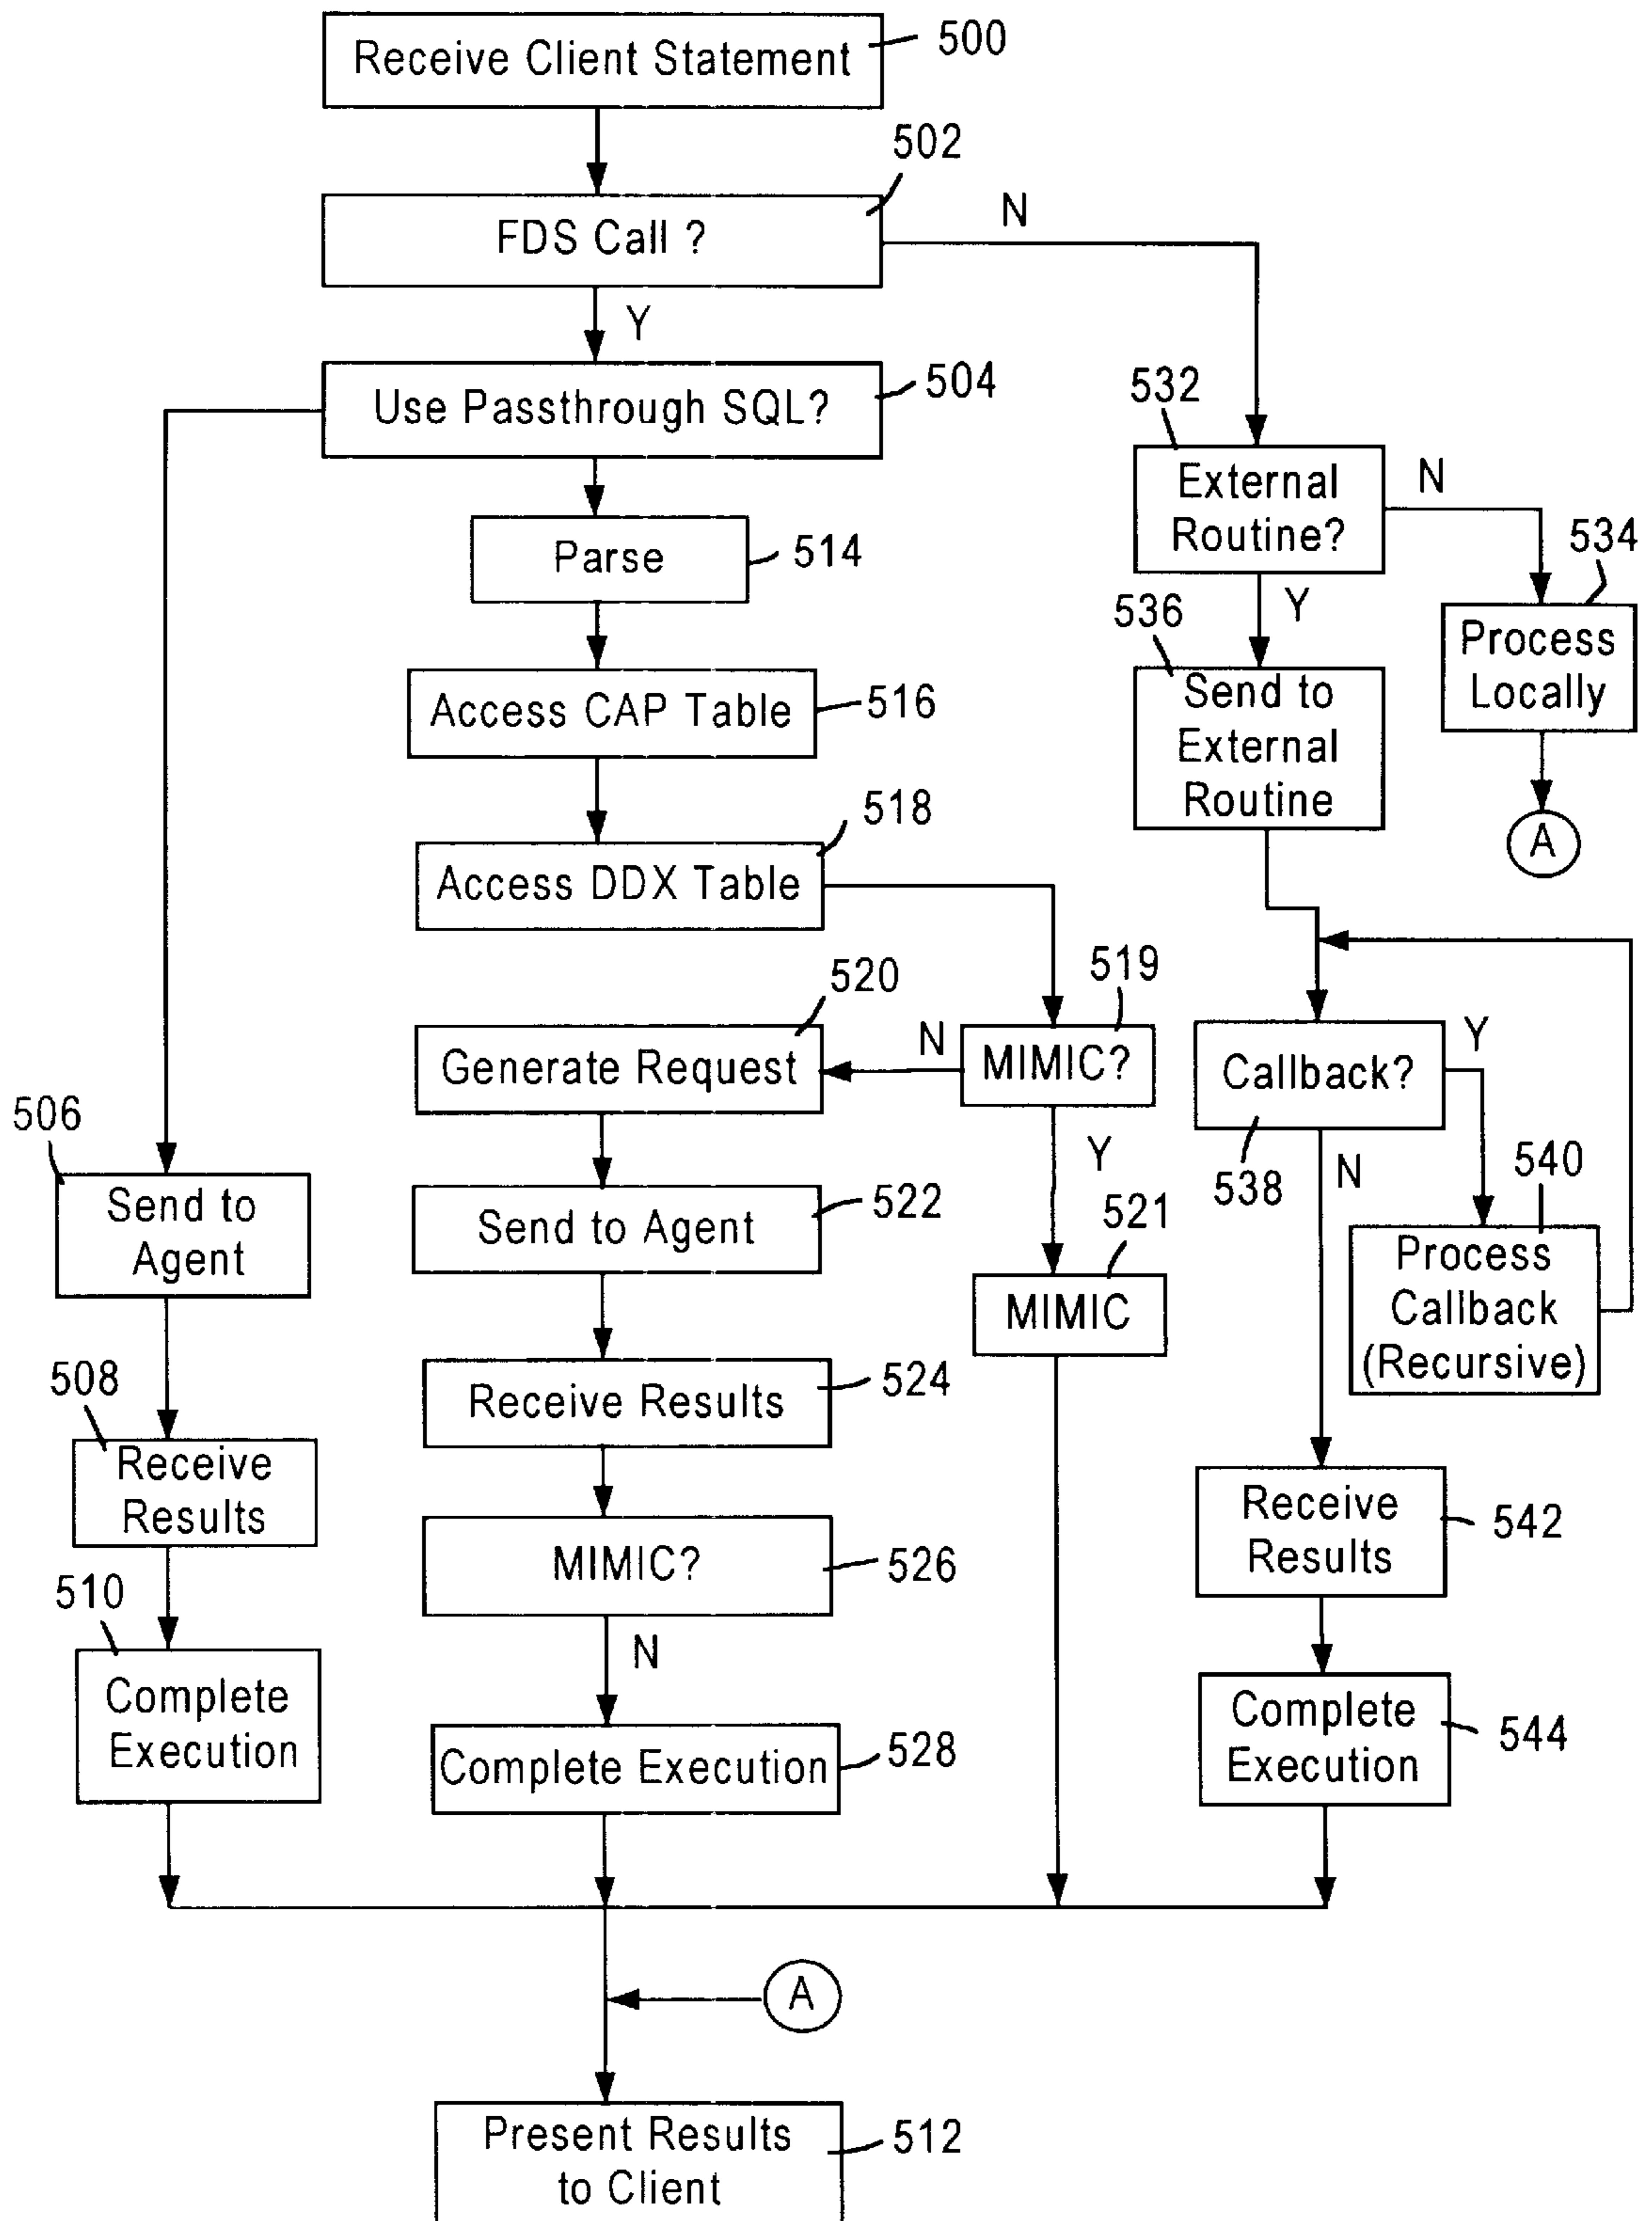 Receive Client Statement
500
502
FDS Call ?
N
Y
Use Passthrough SQL?
504
532
External
Routine?
N
534
Parse
514
Y
536
Process
Locally
Send to
External
Routine
Access CAP Table
516
A
518
Access DDX Table
519
520
N
MIMIC?
Generate Request
Callback?
Y
538
N
540
506
Send to
Agent
Y
521
Send to Agent
522
MIMIC
Process
Callback
(Recursive)
508
Receive
Results
Receive Results
524
Receive
Results
542
MIMIC?
526
510
N
Complete
Execution
Complete Execution
528
Complete
Execution
544
A
Present Results
to Client
512